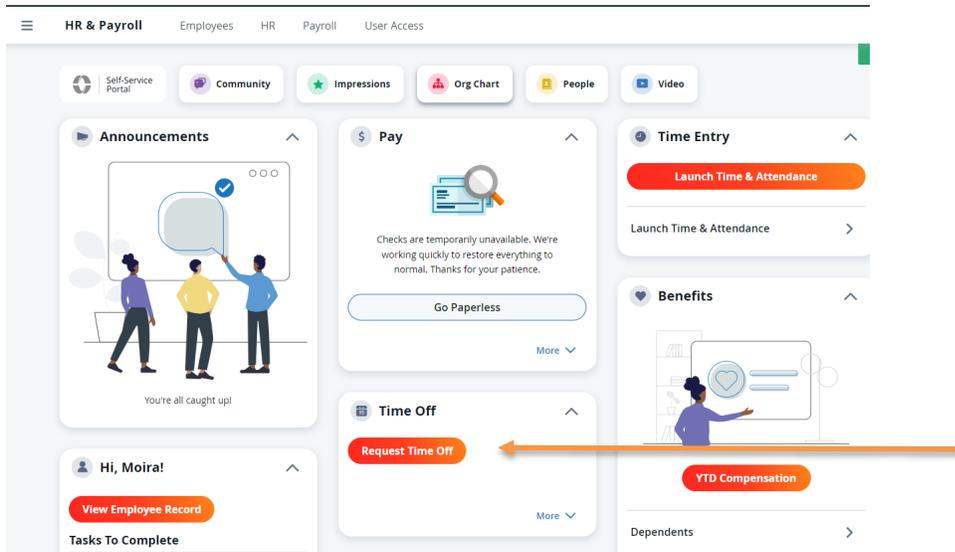 HR & Payroll
Employees
HR
Payroll
User Access
Self-Service
Portal
Community
Impressions
Org Chart
People
Video
Announcements
You're all caught up!
Hi, Moira!
View Employee Record
Tasks To Complete
Pay
Checks are temporarily unavailable. We're
working quickly to restore everything to
normal. Thanks for your patience.
Go Paperless
More
Time Off
Request Time Off
More
Time Entry
Launch Time & Attendance
Launch Time & Attendance
Benefits
YTD Compensation
Dependents